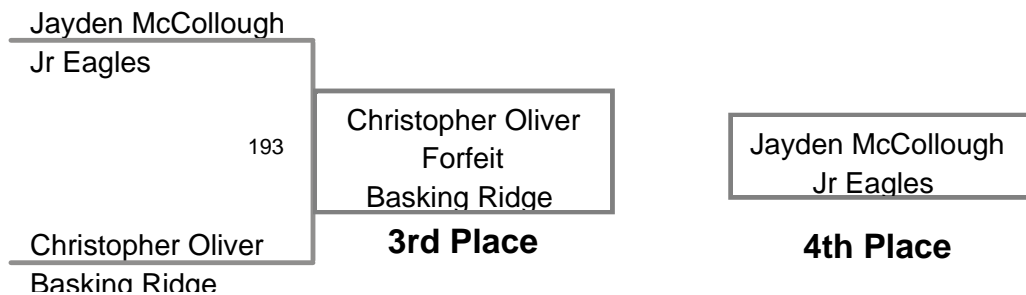 Jayden McCollough
Jr Eagles
193
Christopher Oliver
Basking Ridge
Christopher Oliver
Forfeit
Basking Ridge
3rd Place
Jayden McCollough
Jr Eagles
4th Place